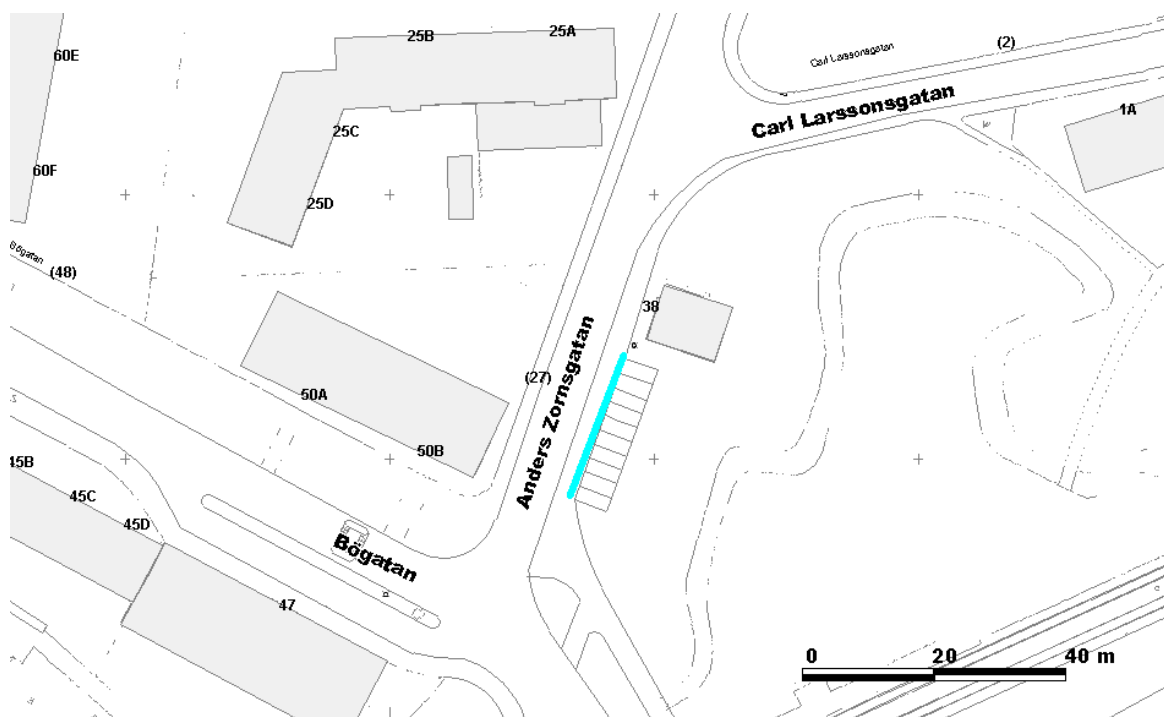 25B
25A
60E
(2)
Carl Larssonsgatan
Carl Larssonsgatan
1A
25C
60F
25D
Bögatan
(48)
38
50A
(27)
Anders Zornsgatan
50B
45B
45C
45D
Bögatan
47
0 20 40 m